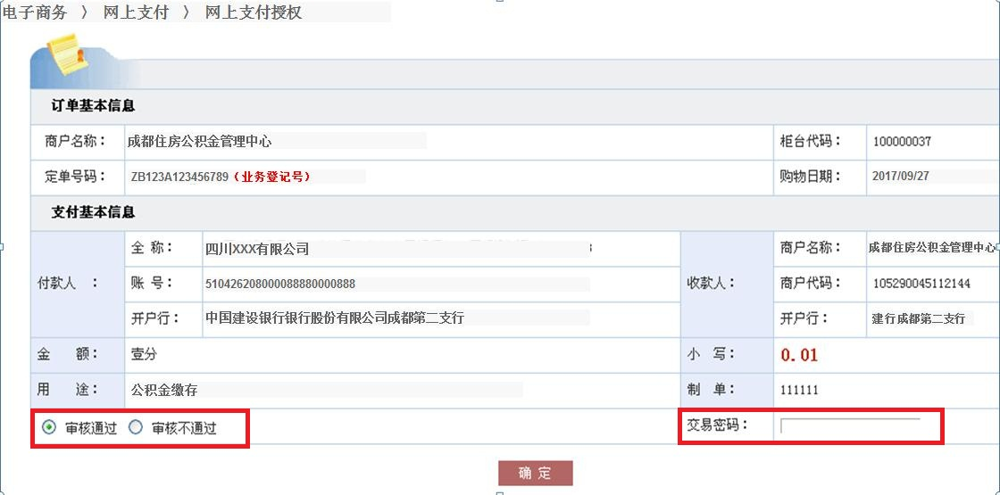 电子商务 〉 网上支付 〉 网上支付授权
订单基本信息
商户名称： 成都住房公积金管理中心 柜台代码： 100000037
定单号码： ZB123A123456789（业务登记号） 购物日期： 2017/09/27
支付基本信息
付款人 ： 全 称： 四川XXX有限公司 收款人： 商户名称： 成都住房公积金管理中心
账 号： 510426208000088880000888 商户代码： 105290045112144
开户行： 中国建设银行银行股份有限公司成都第二支行 开户行： 建行成都第二支行
金 额： 壹分 小 写： 0.01
用 途： 公积金缴存 制 单： 111111
审核通过 审核不通过 交易密码：
确 定